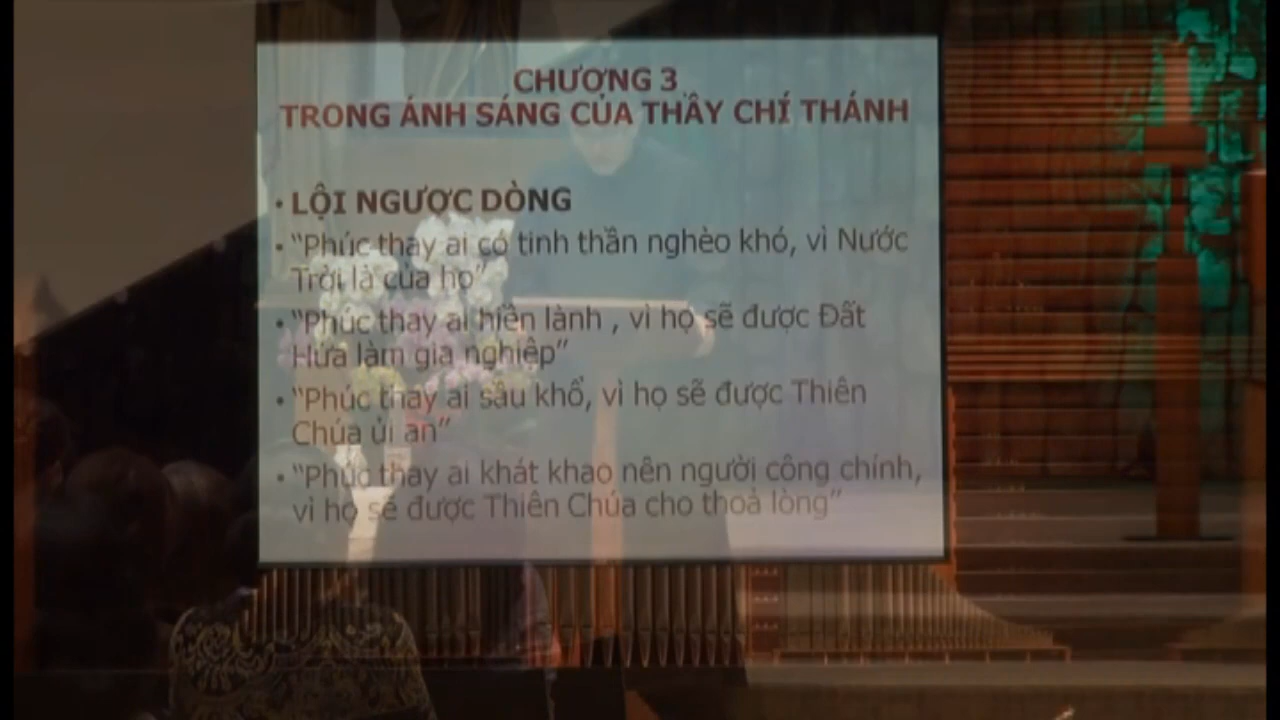 CHƯƠNG 3
TRONG ÁNH SÁNG CỦA THẦY CHÍ THÁNH
• LỘI NGƯỢC DÒNG
• “Phúc thay ai có tinh thần nghèo khó, vì Nước
Trời là của họ”
• “Phúc thay ai hiền lành , vì họ sẽ được Đất
Hứa làm gia nghiệp”
• “Phúc thay ai sầu khổ, vì họ sẽ được Thiên
Chúa ủi an”
• “Phúc thay ai khát khao nên người công chính,
vì họ sẽ được Thiên Chúa cho thoả lòng”